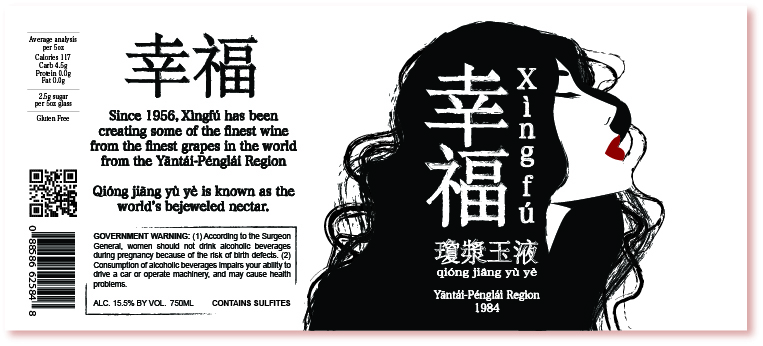 Average analysis
per 5oz
Calories 117
Carb 4.5g
Protein 0.0g
Fat 0.0g
2.5g sugar
per 5oz glass
Gluten Free
0 88586 62584 8
幸福
Since 1956, Xìngfú has been
creating some of the finest wine
from the finest grapes in the world
from the Yāntái-Pénglái Region
Qióng jiāng yù yè is known as the
world's bejeweled nectar.
GOVERNMENT WARNING: (1) According to the Surgeon
General, women should not drink alcoholic beverages
during pregnancy because of the risk of birth defects. (2)
Consumption of alcoholic beverages impairs your ability to
drive a car or operate machinery, and may cause health
problems.
ALC. 15.5% BY VOL. 750ML CONTAINS SULFITES
幸福
Xìngfú
瓊漿玉液
qióng jiāng yù yè
Yāntái-Pénglái Region
1984